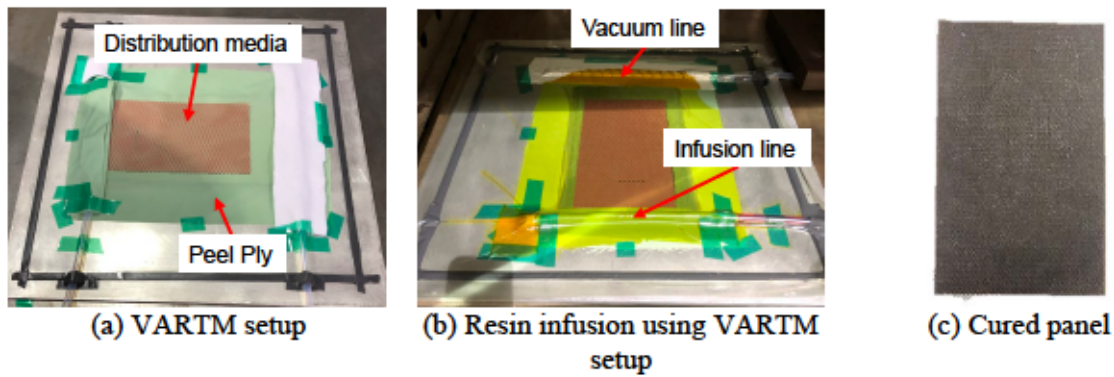 Distribution media
Peel Ply
(a) VARTM setup
Vacuum line
Infusion line
(b) Resin infusion using VARTM
setup
(c) Cured panel